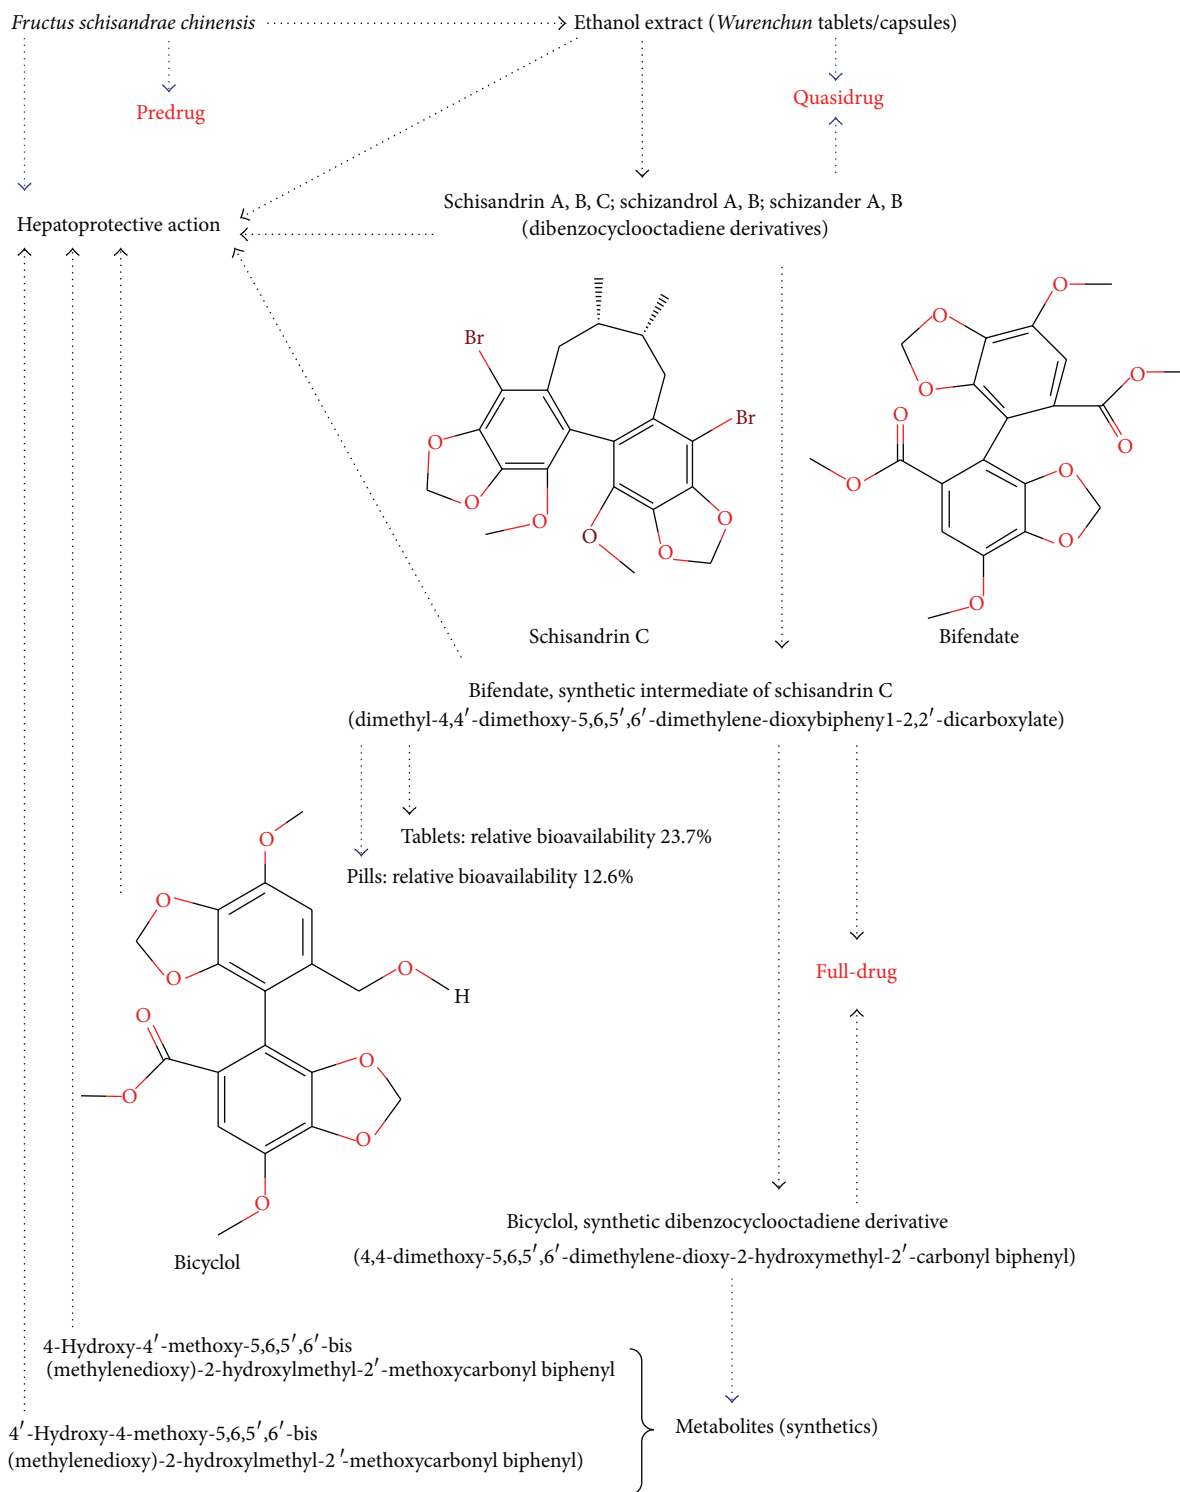 Fructus schisandrae chinensis
Ethanol extract (Wurenchun tablets/capsules)
Predrug
Quasidrug
Hepatoprotective action
Schisandrin A, B, C; schizandrol A, B; schizander A, B
(dibenzocyclooctadiene derivatives)
Br
Br
O
O
O
O
O
O
Schisandrin C
O
O
O
O
O
O
O
O
O
O
Bifendate
Bifendate, synthetic intermediate of schisandrin C
(dimethyl-4,4′-dimethoxy-5,6,5′,6′-dimethylene-dioxybipheny1-2,2′-dicarboxylate)
Tablets: relative bioavailability 23.7%
Pills: relative bioavailability 12.6%
Full-drug
O
O
O
O
H
O
O
O
O
O
Bicyclol
Bicyclol, synthetic dibenzocyclooctadiene derivative
(4,4-dimethoxy-5,6,5′,6′-dimethylene-dioxy-2-hydroxymethyl-2′-carbonyl biphenyl)
4-Hydroxy-4′-methoxy-5,6,5′,6′-bis
(methylenedioxy)-2-hydroxylmethyl-2′-methoxycarbonyl biphenyl
4′-Hydroxy-4-methoxy-5,6,5′,6′-bis
(methylenedioxy)-2-hydroxylmethyl-2′-methoxycarbonyl biphenyl)
Metabolites (synthetics)